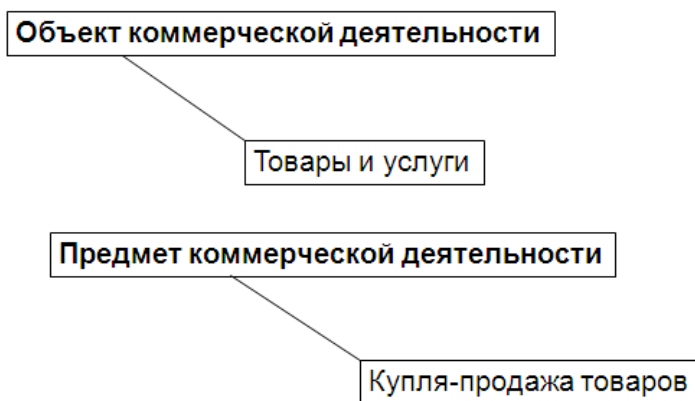 Объект коммерческой деятельности
Товары и услуги
Предмет коммерческой деятельности
Купля-продажа товаров